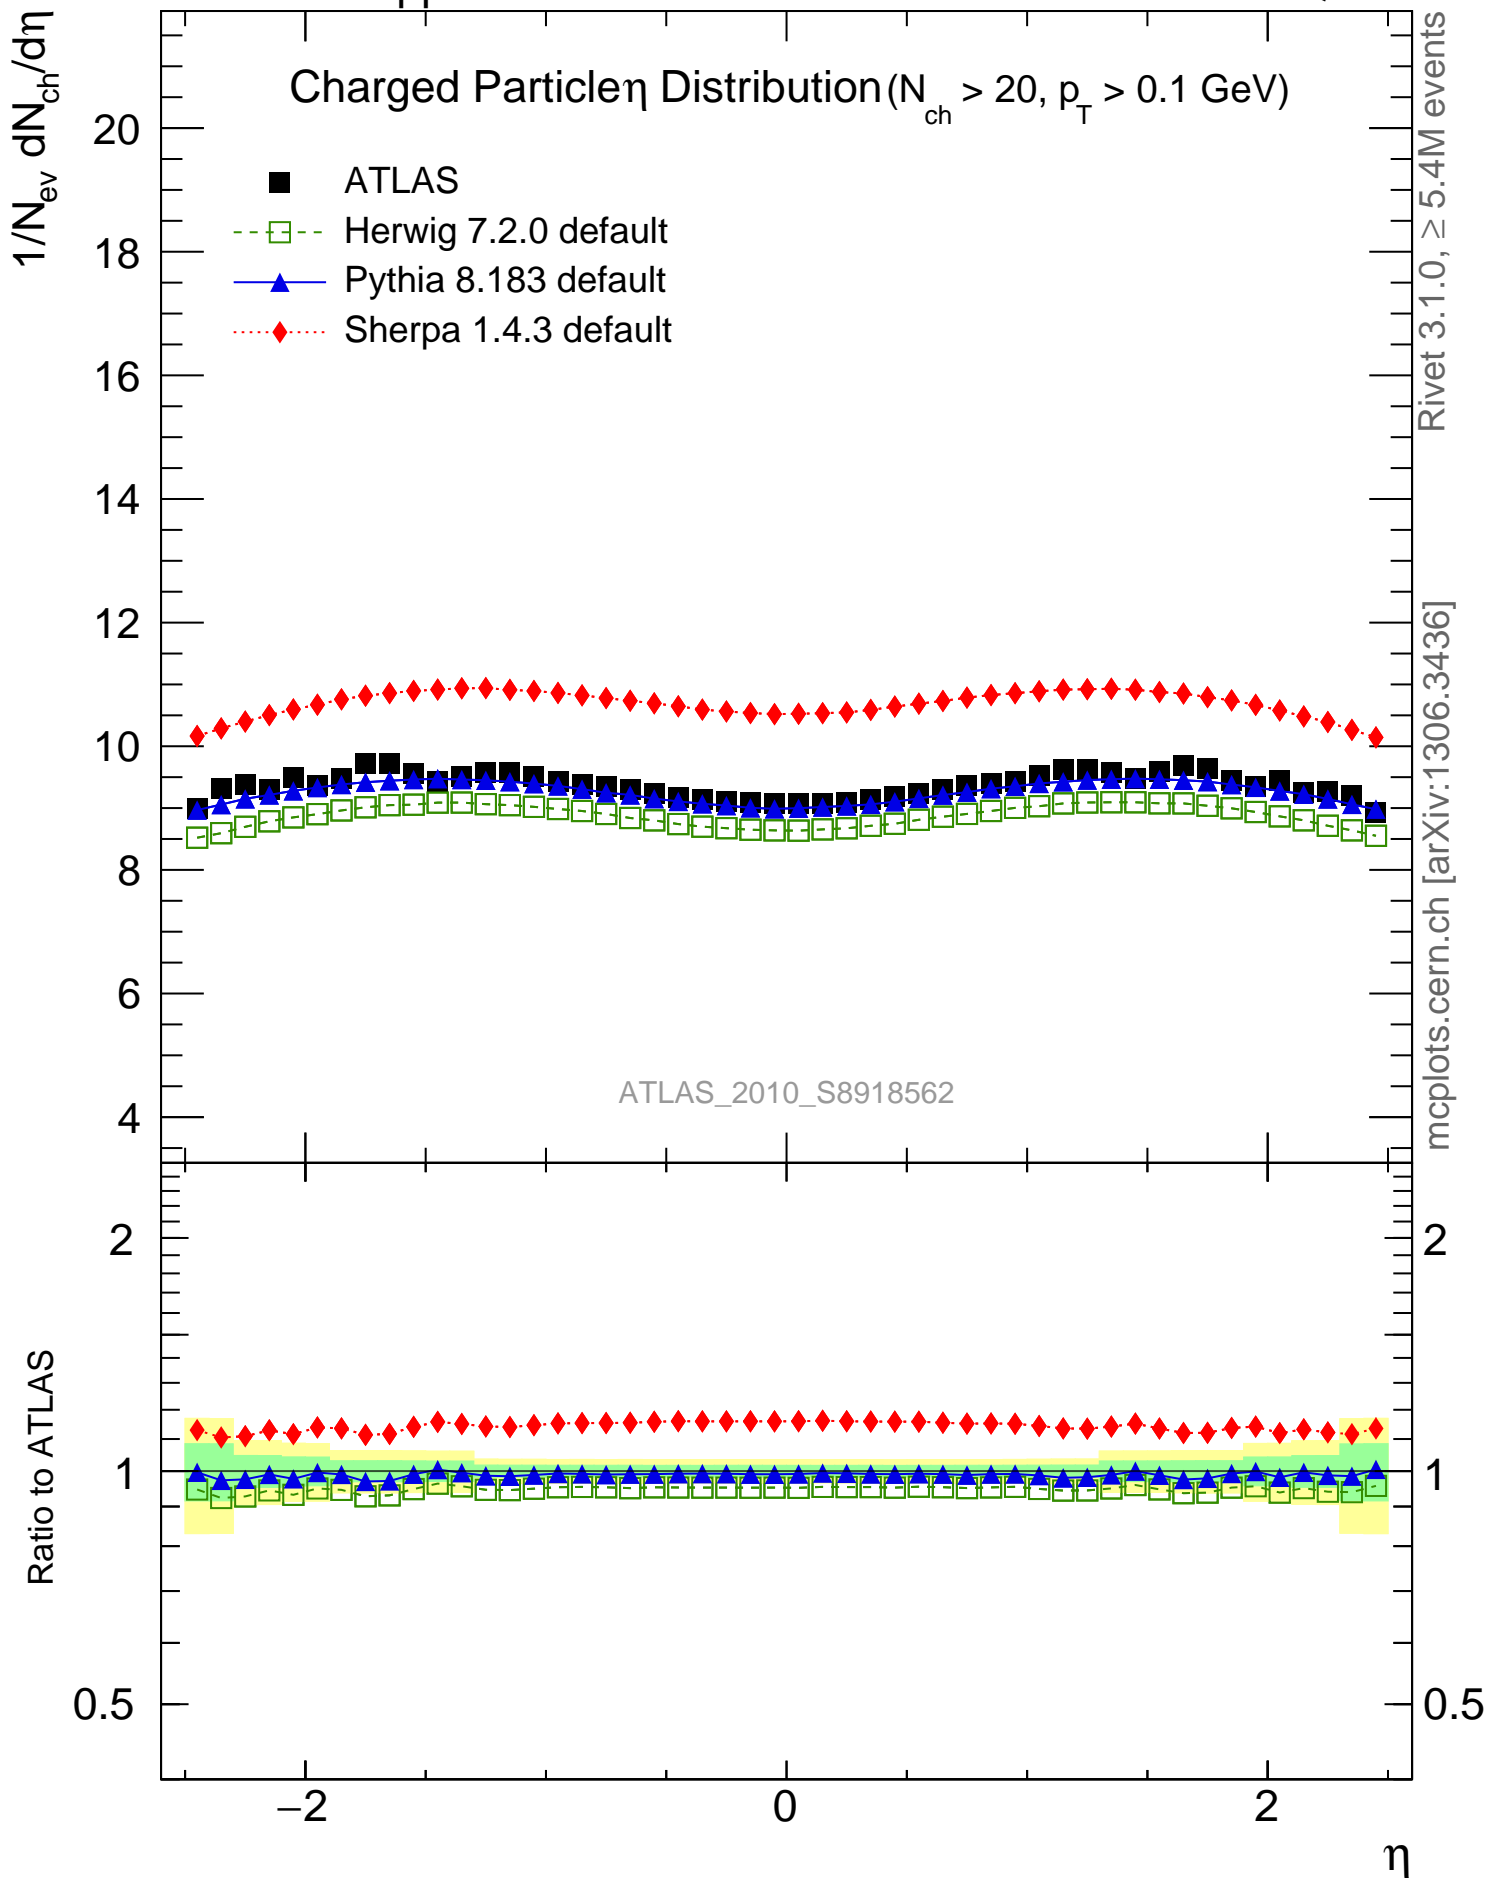 pp
1/N_ev dN_ch/dη
Charged Particleη Distribution (N_ch > 20, p_T > 0.1 GeV)
ATLAS
Herwig 7.2.0 default
Pythia 8.183 default
Sherpa 1.4.3 default
20
18
16
14
12
10
8
6
4
ATLAS_2010_S8918562
Rivet 3.1.0, ≥ 5.4M events
mcplots.cern.ch [arXiv:1306.3436]
Ratio to ATLAS
2
1
0.5
2
1
0.5
−2
0
2
η